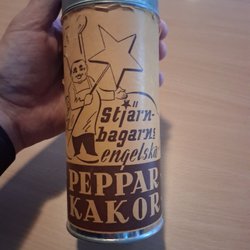 Stjärn-
bagarns
engelska
PEPPAR
KAKOR